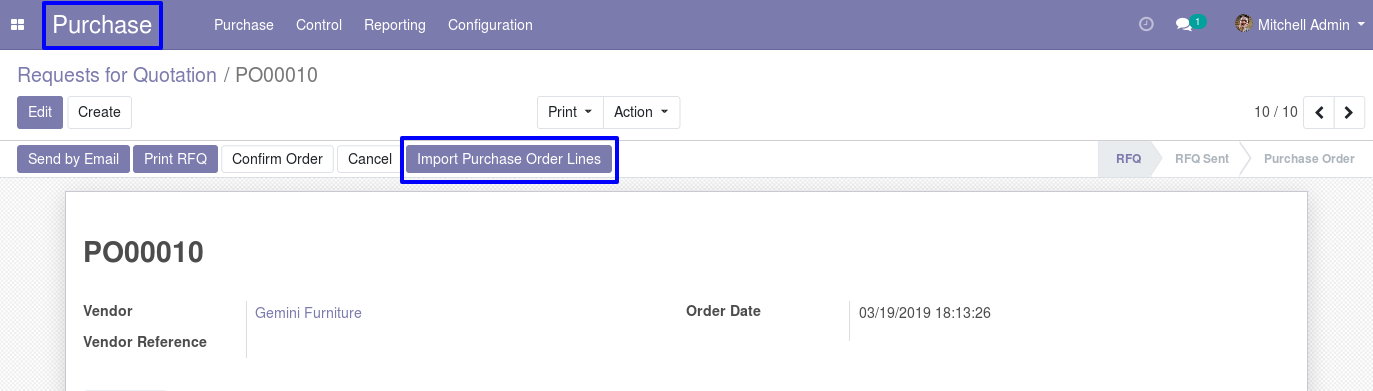 Purchase Purchase Control Reporting Configuration 1 Mitchell Admin
Requests for Quotation / PO00010
Edit Create Print Action 10 / 10
Send by Email Print RFQ Confirm Order Cancel Import Purchase Order Lines RFQ RFQ Sent Purchase Order
PO00010
Vendor Gemini Furniture Order Date 03/19/2019 18:13:26
Vendor Reference